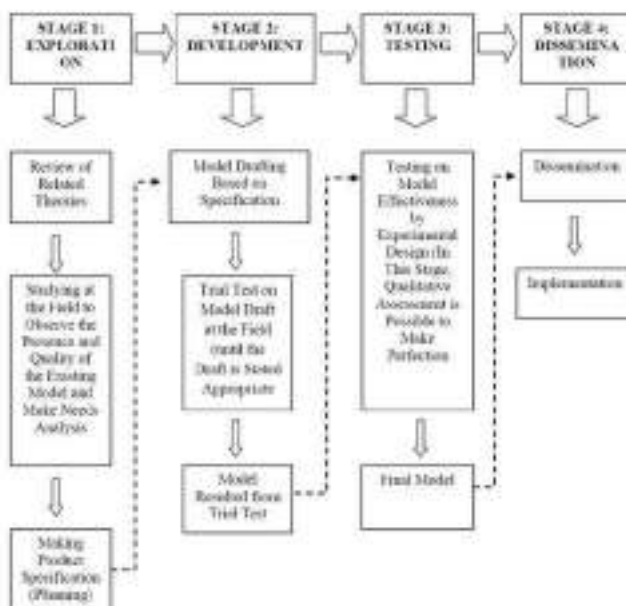 STAGE 1:
EXPLORATI
ON
STAGE 2:
DEVELOPMENT
STAGE 3:
TESTING
STAGE 4:
DISSEMINA
TION
Review of
Related
Theories
Studying at
the Field to
Observe the
Presence and
Quality of
the Existing
Model and
Make Needs
Analysis
Making
Product
Specification
(Planning)
Model Drafting
Based on
Specification
Trial Test on
Model Draft
at the Field
(until the
Draft is Stated
Appropriate
Model
Resulted from
Trial Test
Testing on
Model
Effectiveness
by
Experimental
Design (In
This Stage,
Qualitative
Assessment is
Possible to
Make
Perfection
Final Model
Dissemination
Implementation